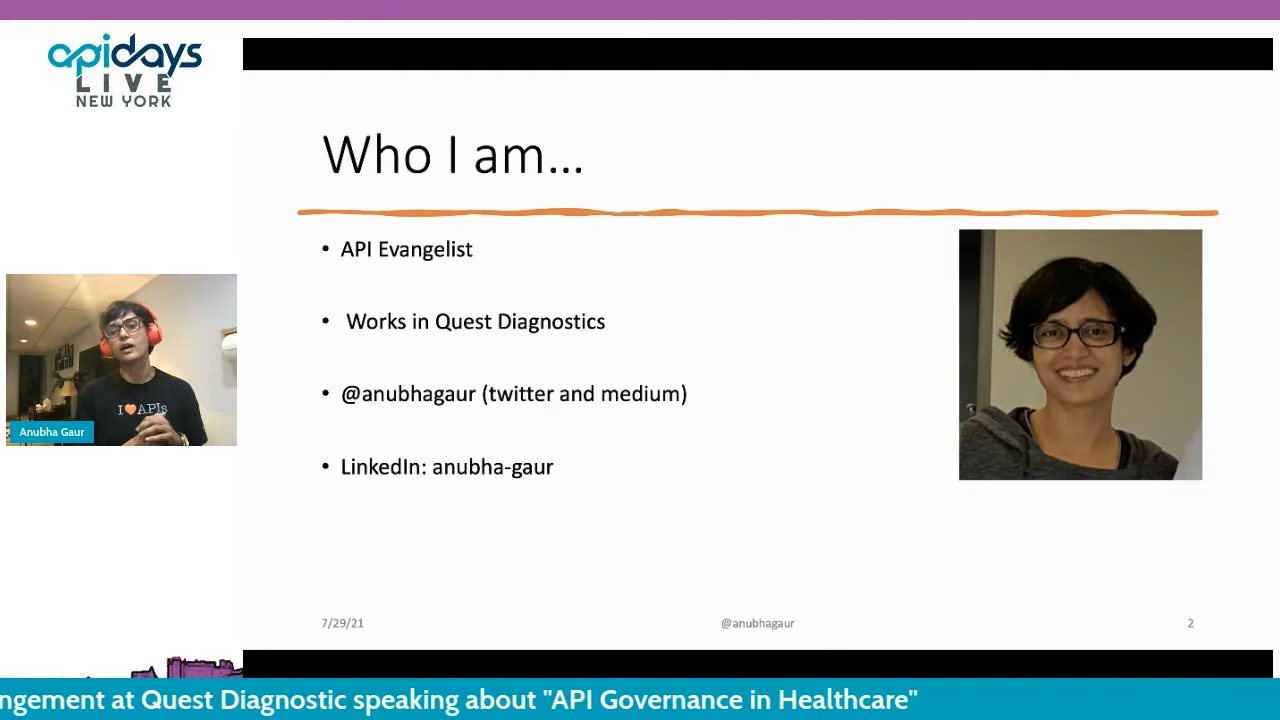 apidays
LIVE
NEW YORK
Who I am...
• API Evangelist
• Works in Quest Diagnostics
• @anubhagaur (twitter and medium)
• LinkedIn: anubha-gaur
I ❤ APIs
Anubha Gaur
7/29/21
@anubhagaur
2
ngement at Quest Diagnostic speaking about "API Governance in Healthcare"